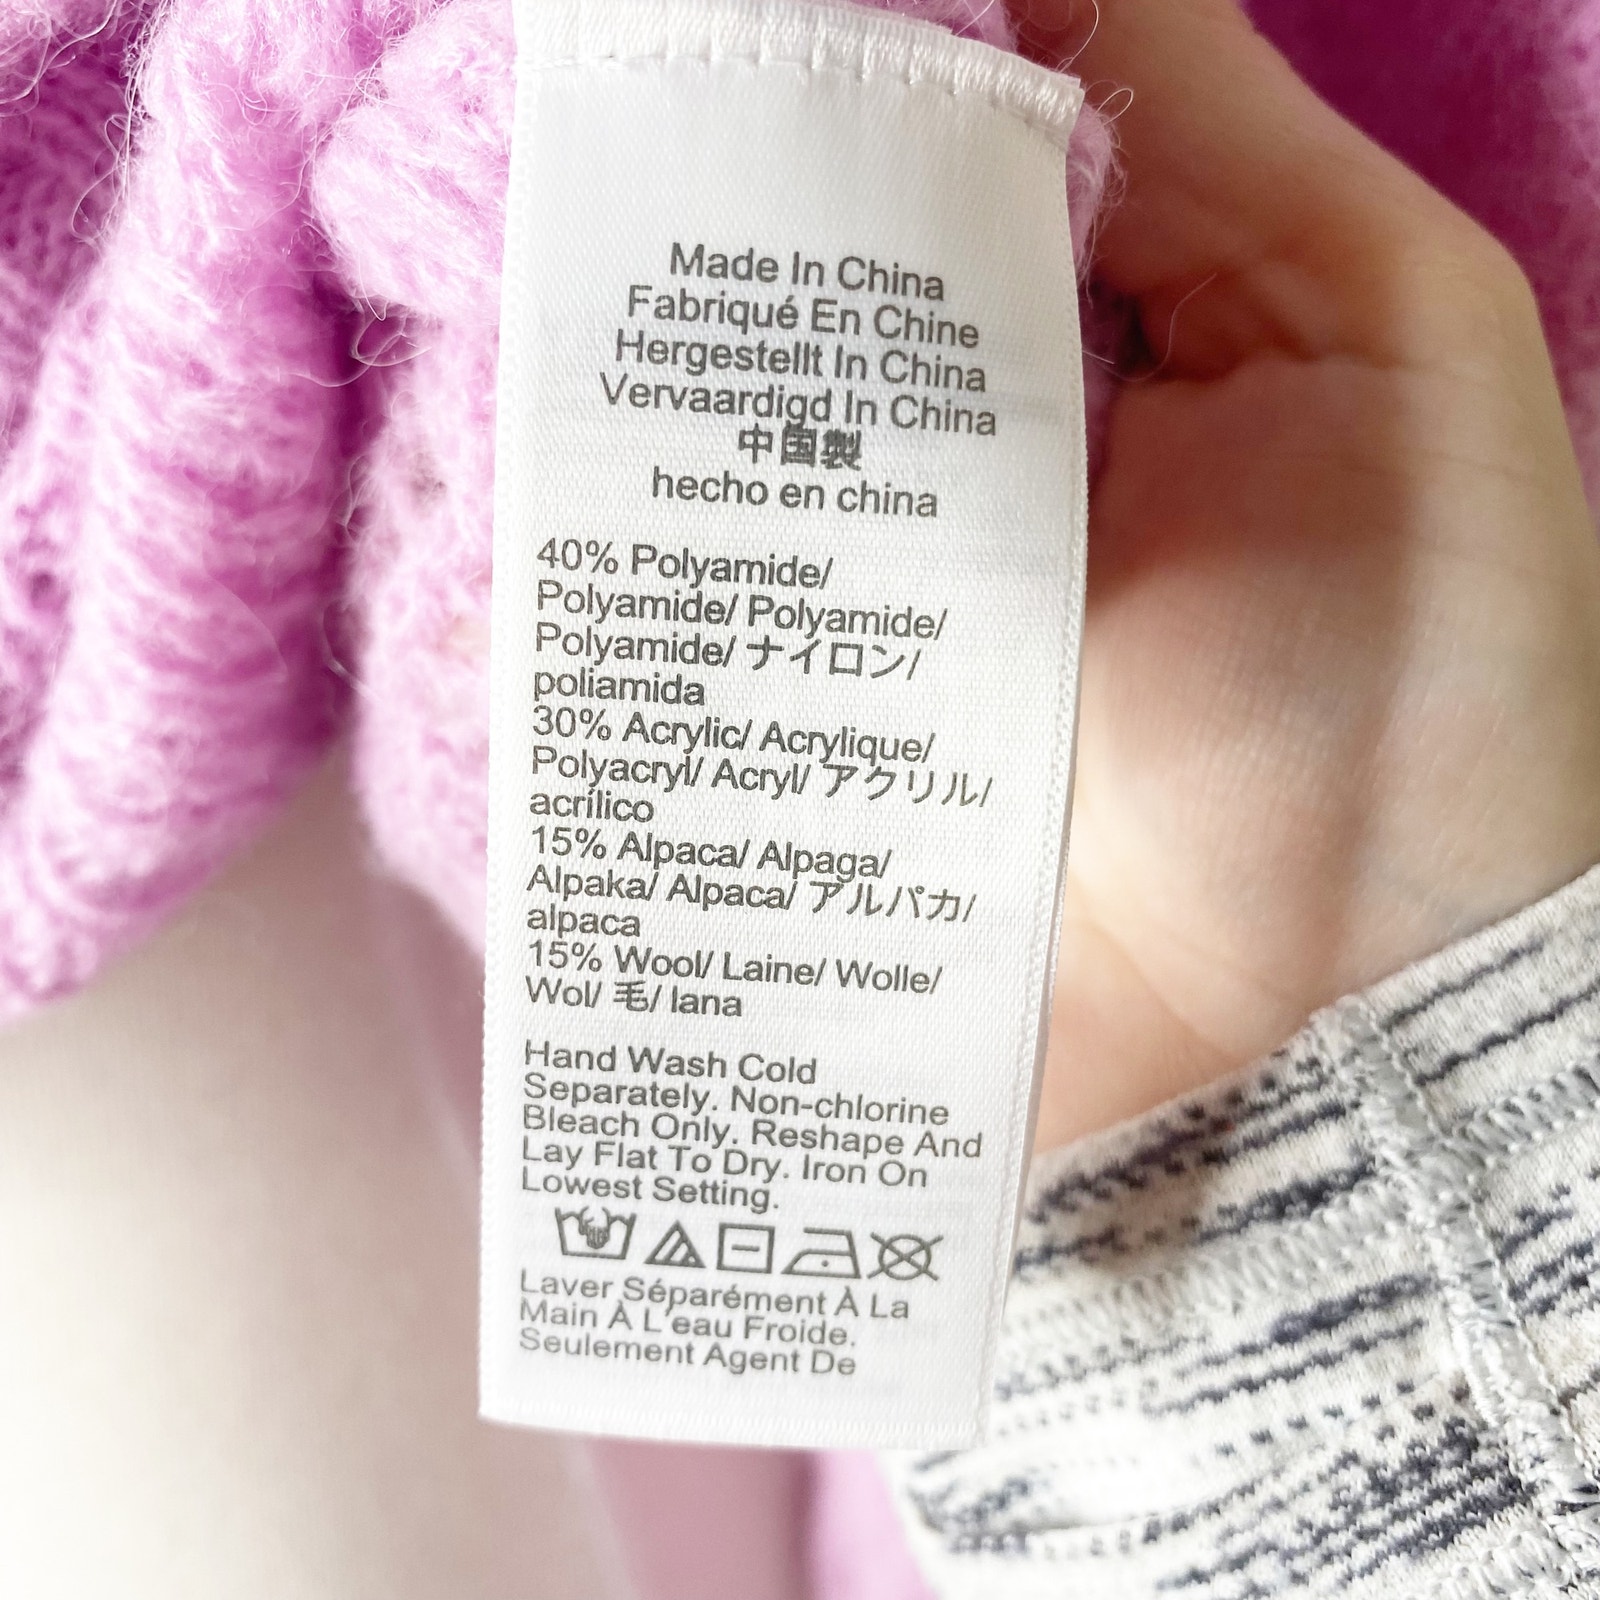 Made In China
Fabriqué En Chine
Hergestellt In China
Vervaardigd In China
中国製
hecho en china
40% Polyamide/
Polyamide/ Polyamide/
Polyamide/ ナイロン/
poliamida
30% Acrylic/ Acrylique/
Polyacryl/ Acryl/ アクリル/
acrílico
15% Alpaca/ Alpaga/
Alpaka/ Alpaca/ アルパカ/
alpaca
15% Wool/ Laine/ Wolle/
Wol/ 毛/ lana
Hand Wash Cold
Separately. Non-chlorine
Bleach Only. Reshape And
Lay Flat To Dry. Iron On
Lowest Setting.
Laver Séparément À La
Main À L'eau Froide.
Seulement Agent De